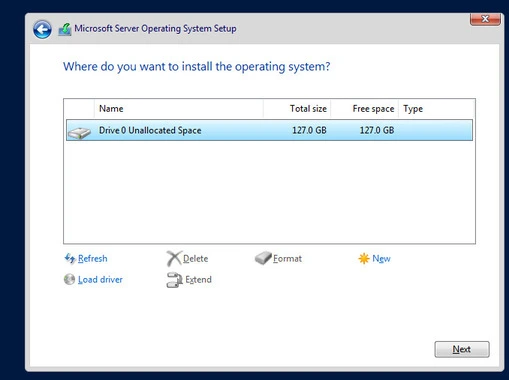 Microsoft Server Operating System Setup
Where do you want to install the operating system?
Name Total size Free space Type
Drive 0 Unallocated Space 127.0 GB 127.0 GB
Refresh Delete Format New
Load driver Extend
Next